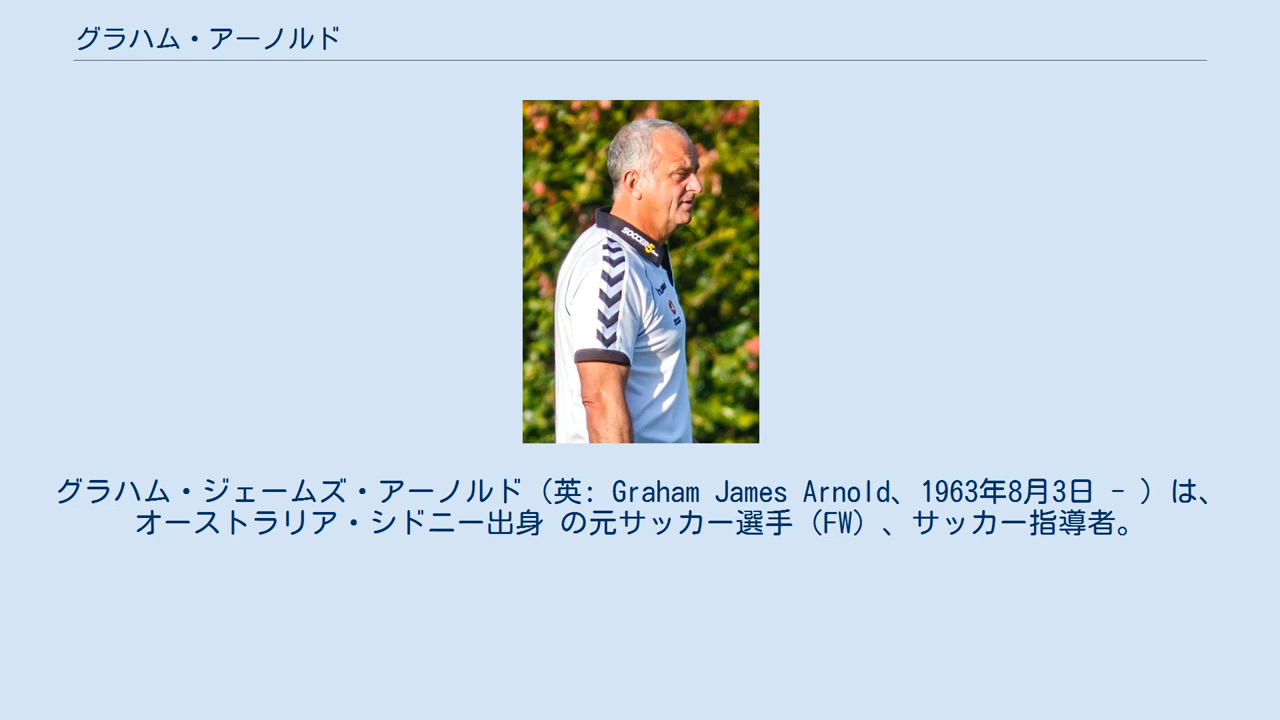 グラハム・アーノルド
SOCCER5
グラハム・ジェームズ・アーノルド（英: Graham James Arnold、1963年8月3日 - ）は、
オーストラリア・シドニー出身 の元サッカー選手（FW）、サッカー指導者。